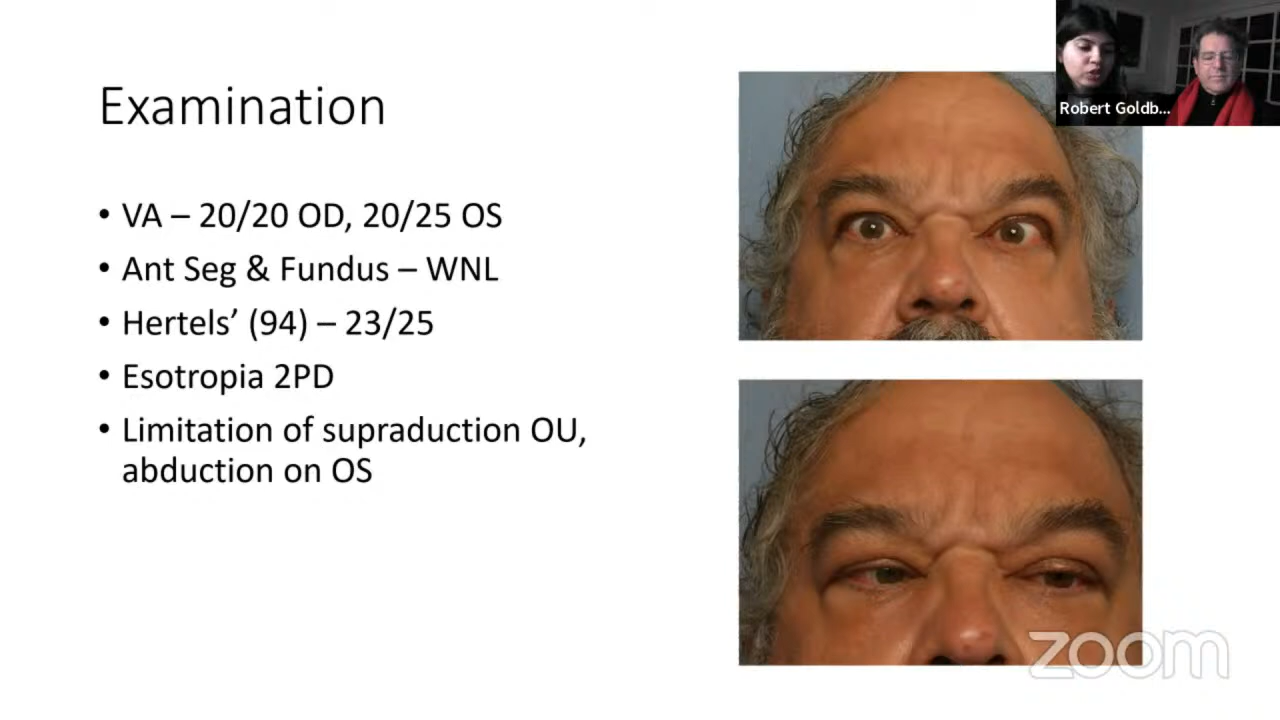 Examination
• VA – 20/20 OD, 20/25 OS
• Ant Seg & Fundus – WNL
• Hertels’ (94) – 23/25
• Esotropia 2PD
• Limitation of supraduction OU,
abduction on OS
Robert Goldb...
zoom